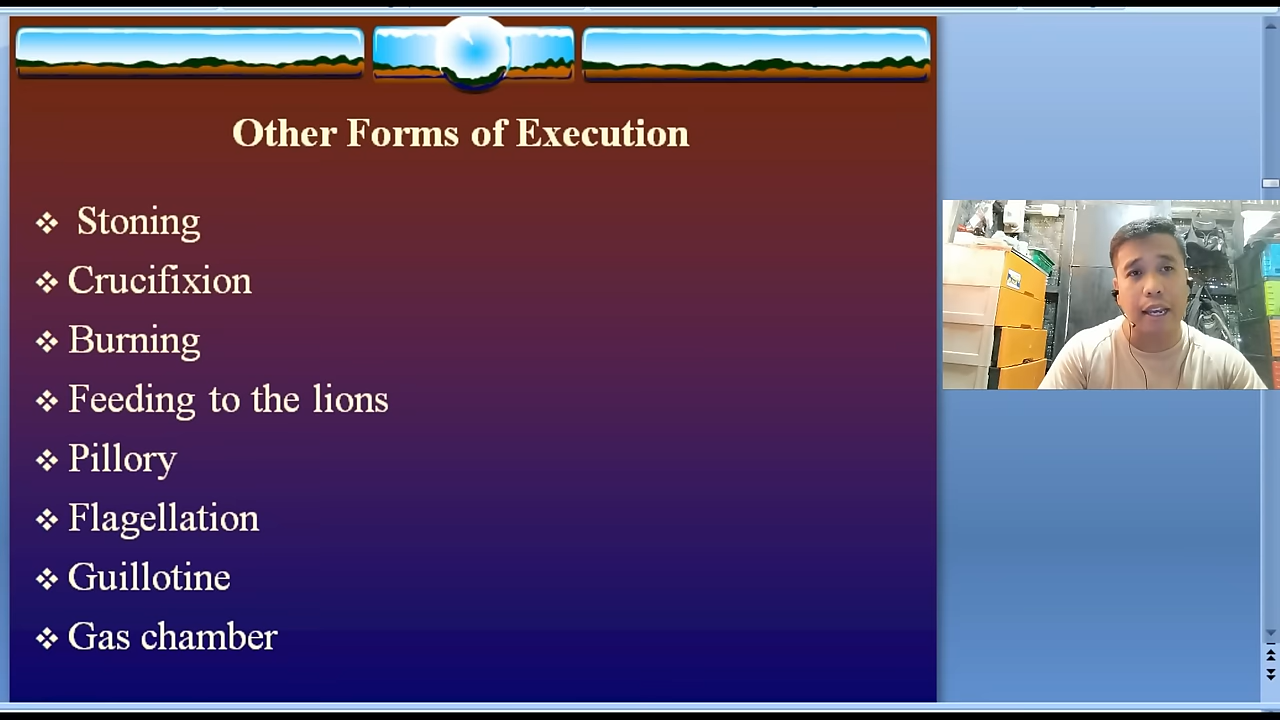 Other Forms of Execution
❖ Stoning
❖ Crucifixion
❖ Burning
❖ Feeding to the lions
❖ Pillory
❖ Flagellation
❖ Guillotine
❖ Gas chamber